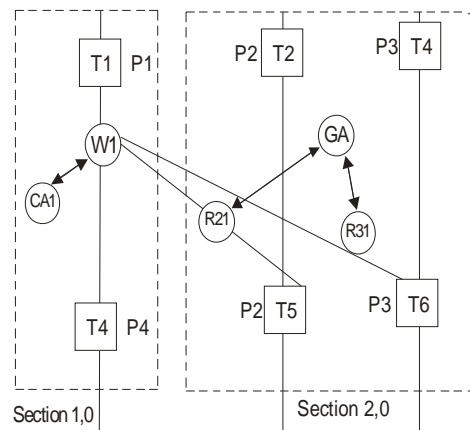 T1 P1
P2 T2
P3 T4
W1
GA
CA1
R21
R31
T4 P4
P2 T5
P3 T6
Section 1,0
Section 2,0